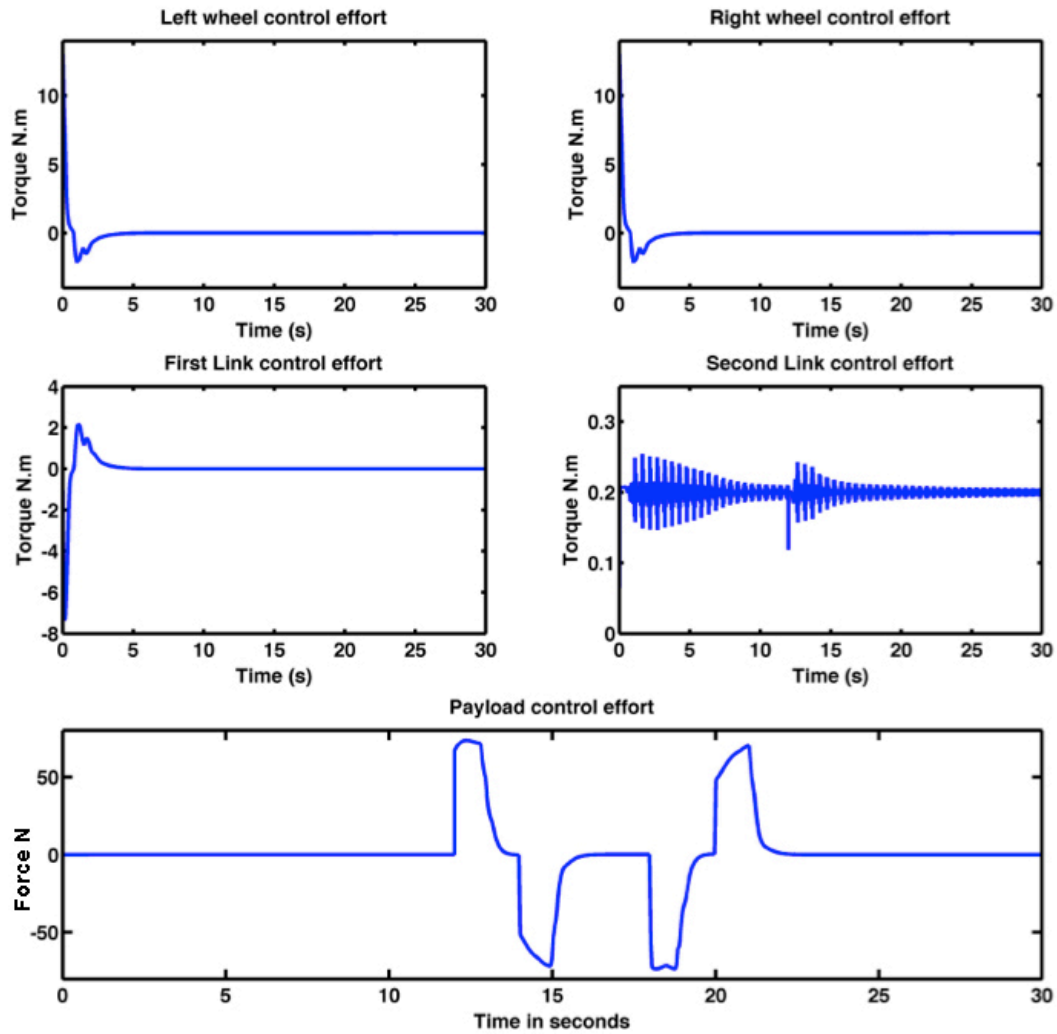 Left wheel control effort
Torque N.m
10
5
0
0 5 10 15 20 25 30
Time (s)
Right wheel control effort
Torque N.m
10
5
0
0 5 10 15 20 25 30
Time (s)
First Link control effort
Torque N.m
4
2
0
-2
-4
-6
-8
0 5 10 15 20 25 30
Time (s)
Second Link control effort
Torque N.m
0.3
0.2
0.1
0
0 5 10 15 20 25 30
Time (s)
Payload control effort
Force N
50
0
-50
0 5 10 15 20 25 30
Time in seconds